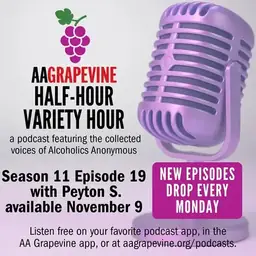 AAGRAPEVINE
HALF-HOUR
VARIETY HOUR
a podcast featuring the collected
voices of Alcoholics Anonymous
Season 11 Episode 19
with Peyton S.
available November 9
NEW EPISODES
DROP EVERY
MONDAY
Listen free on your favorite podcast app, in the
AA Grapevine app, or at aagrapevine.org/podcasts.